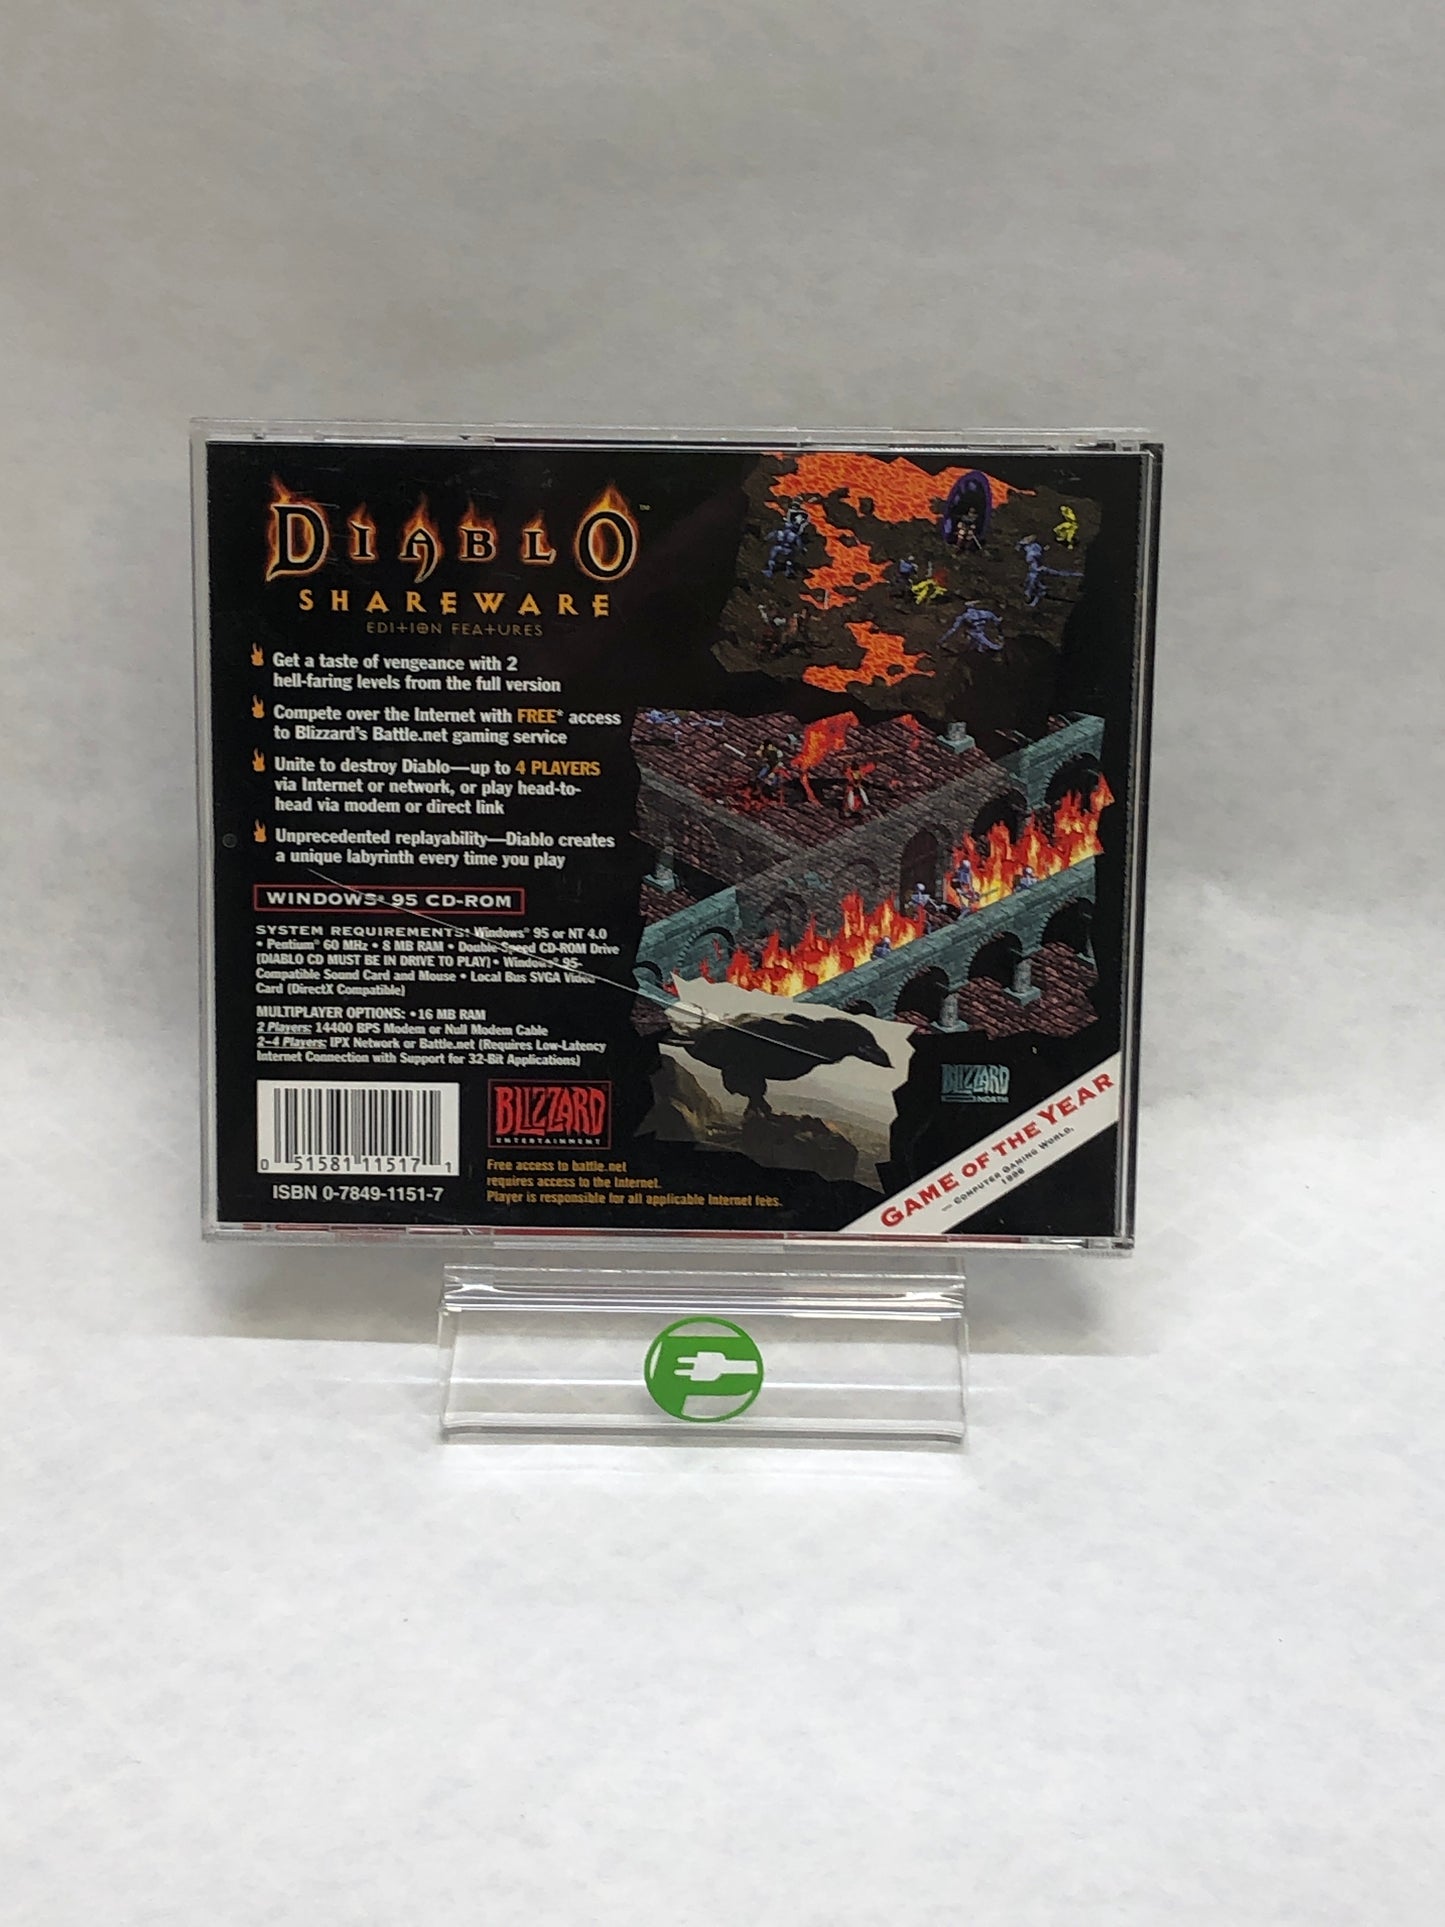 DIABLO™
SHAREWARE
EDITION FEATURES
Get a taste of vengeance with 2
hell-faring levels from the full version
Compete over the Internet with FREE* access
to Blizzard's Battle.net gaming service
Unite to destroy Diablo—up to 4 PLAYERS
via Internet or network, or play head-to-
head via modem or direct link
Unprecedented replayability—Diablo creates
a unique labyrinth every time you play
WINDOWS® 95 CD-ROM
SYSTEM REQUIREMENTS: Windows® 95 or NT 4.0
• Pentium® 60 MHz • 8 MB RAM • Double-Speed CD-ROM Drive
(DIABLO CD MUST BE IN DRIVE TO PLAY) • Windows® 95-
Compatible Sound Card and Mouse • Local Bus SVGA Video
Card (DirectX Compatible)
MULTIPLAYER OPTIONS: • 16 MB RAM
2 Players: 14400 BPS Modem or Null Modem Cable
2–4 Players: IPX Network or Battle.net (Requires Low-Latency
Internet Connection with Support for 32-Bit Applications)
0 51581 11517 1
ISBN 0-7849-1151-7
BLIZZARD
ENTERTAINMENT
Free access to battle.net
requires access to the Internet.
Player is responsible for all applicable Internet fees.
BLIZZARD
NORTH
GAME OF THE YEAR
— COMPUTER GAMING WORLD,
1996